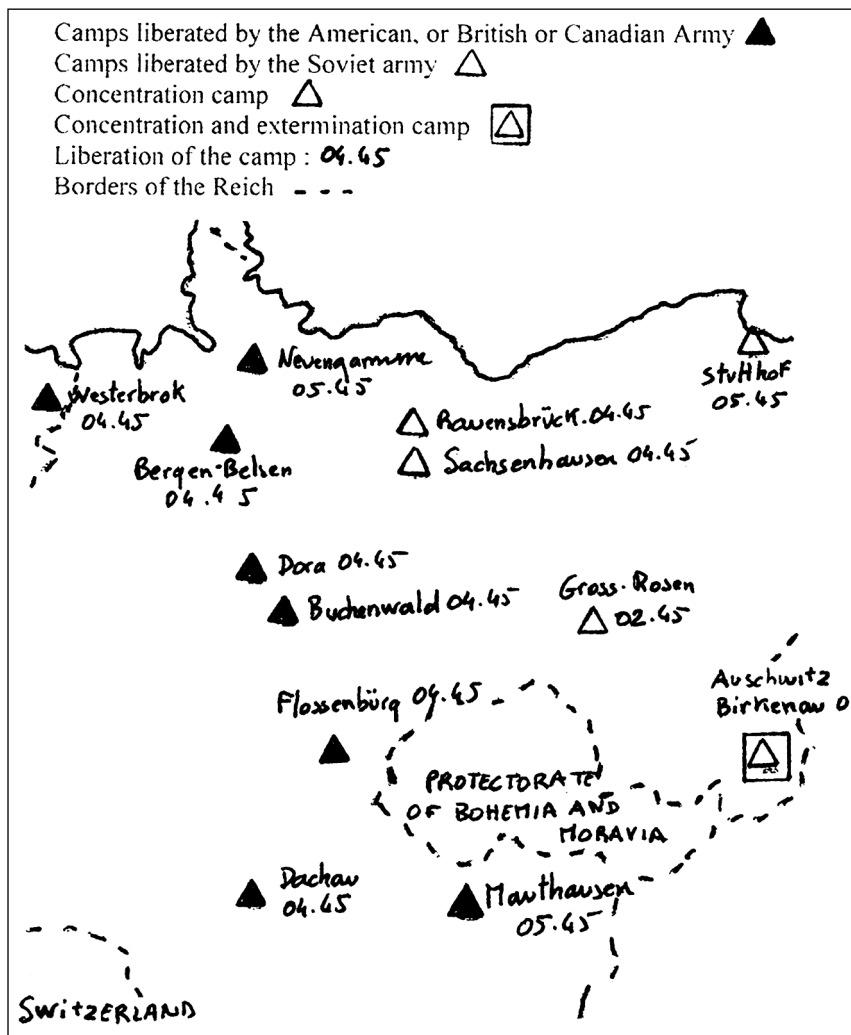 Camps liberated by the American, or British or Canadian Army
Camps liberated by the Soviet army
Concentration camp
Concentration and extermination camp
Liberation of the camp : 04.45
Borders of the Reich
Nevengamme
05.45
Stutthof
05.45
Westerbrok
04.45
Ravensbrück. 04.45
Sachsenhausen 04.45
Bergen-Belsen
04.45
Dora 04.45
Buchenwald 04.45
Gross-Rosen
02.45
Flossenbürg 04.45
Auschwitz
Birkenau 0
PROTECTORATE
OF BOHEMIA AND
MORAVIA
Dachau
04.45
Mauthausen
05.45
SWITZERLAND